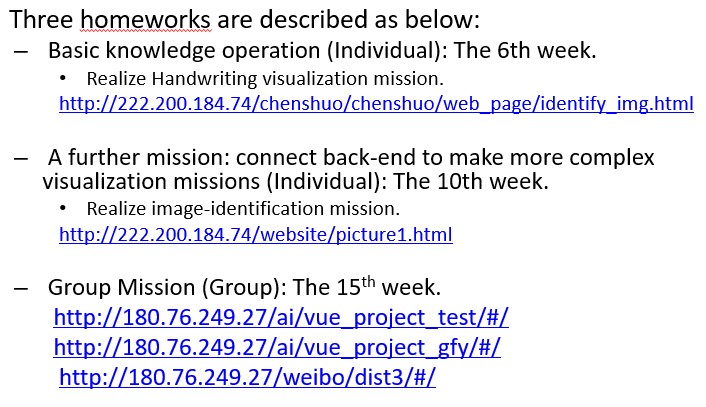 Three homeworks are described as below:
– Basic knowledge operation (Individual): The 6th week.
• Realize Handwriting visualization mission.
http://222.200.184.74/chenshuo/chenshuo/web_page/identify_img.html
– A further mission: connect back-end to make more complex
visualization missions (Individual): The 10th week.
• Realize image-identification mission.
http://222.200.184.74/website/picture1.html
– Group Mission (Group): The 15th week.
http://180.76.249.27/ai/vue_project_test/#/
http://180.76.249.27/ai/vue_project_gfy/#/
http://180.76.249.27/weibo/dist3/#/